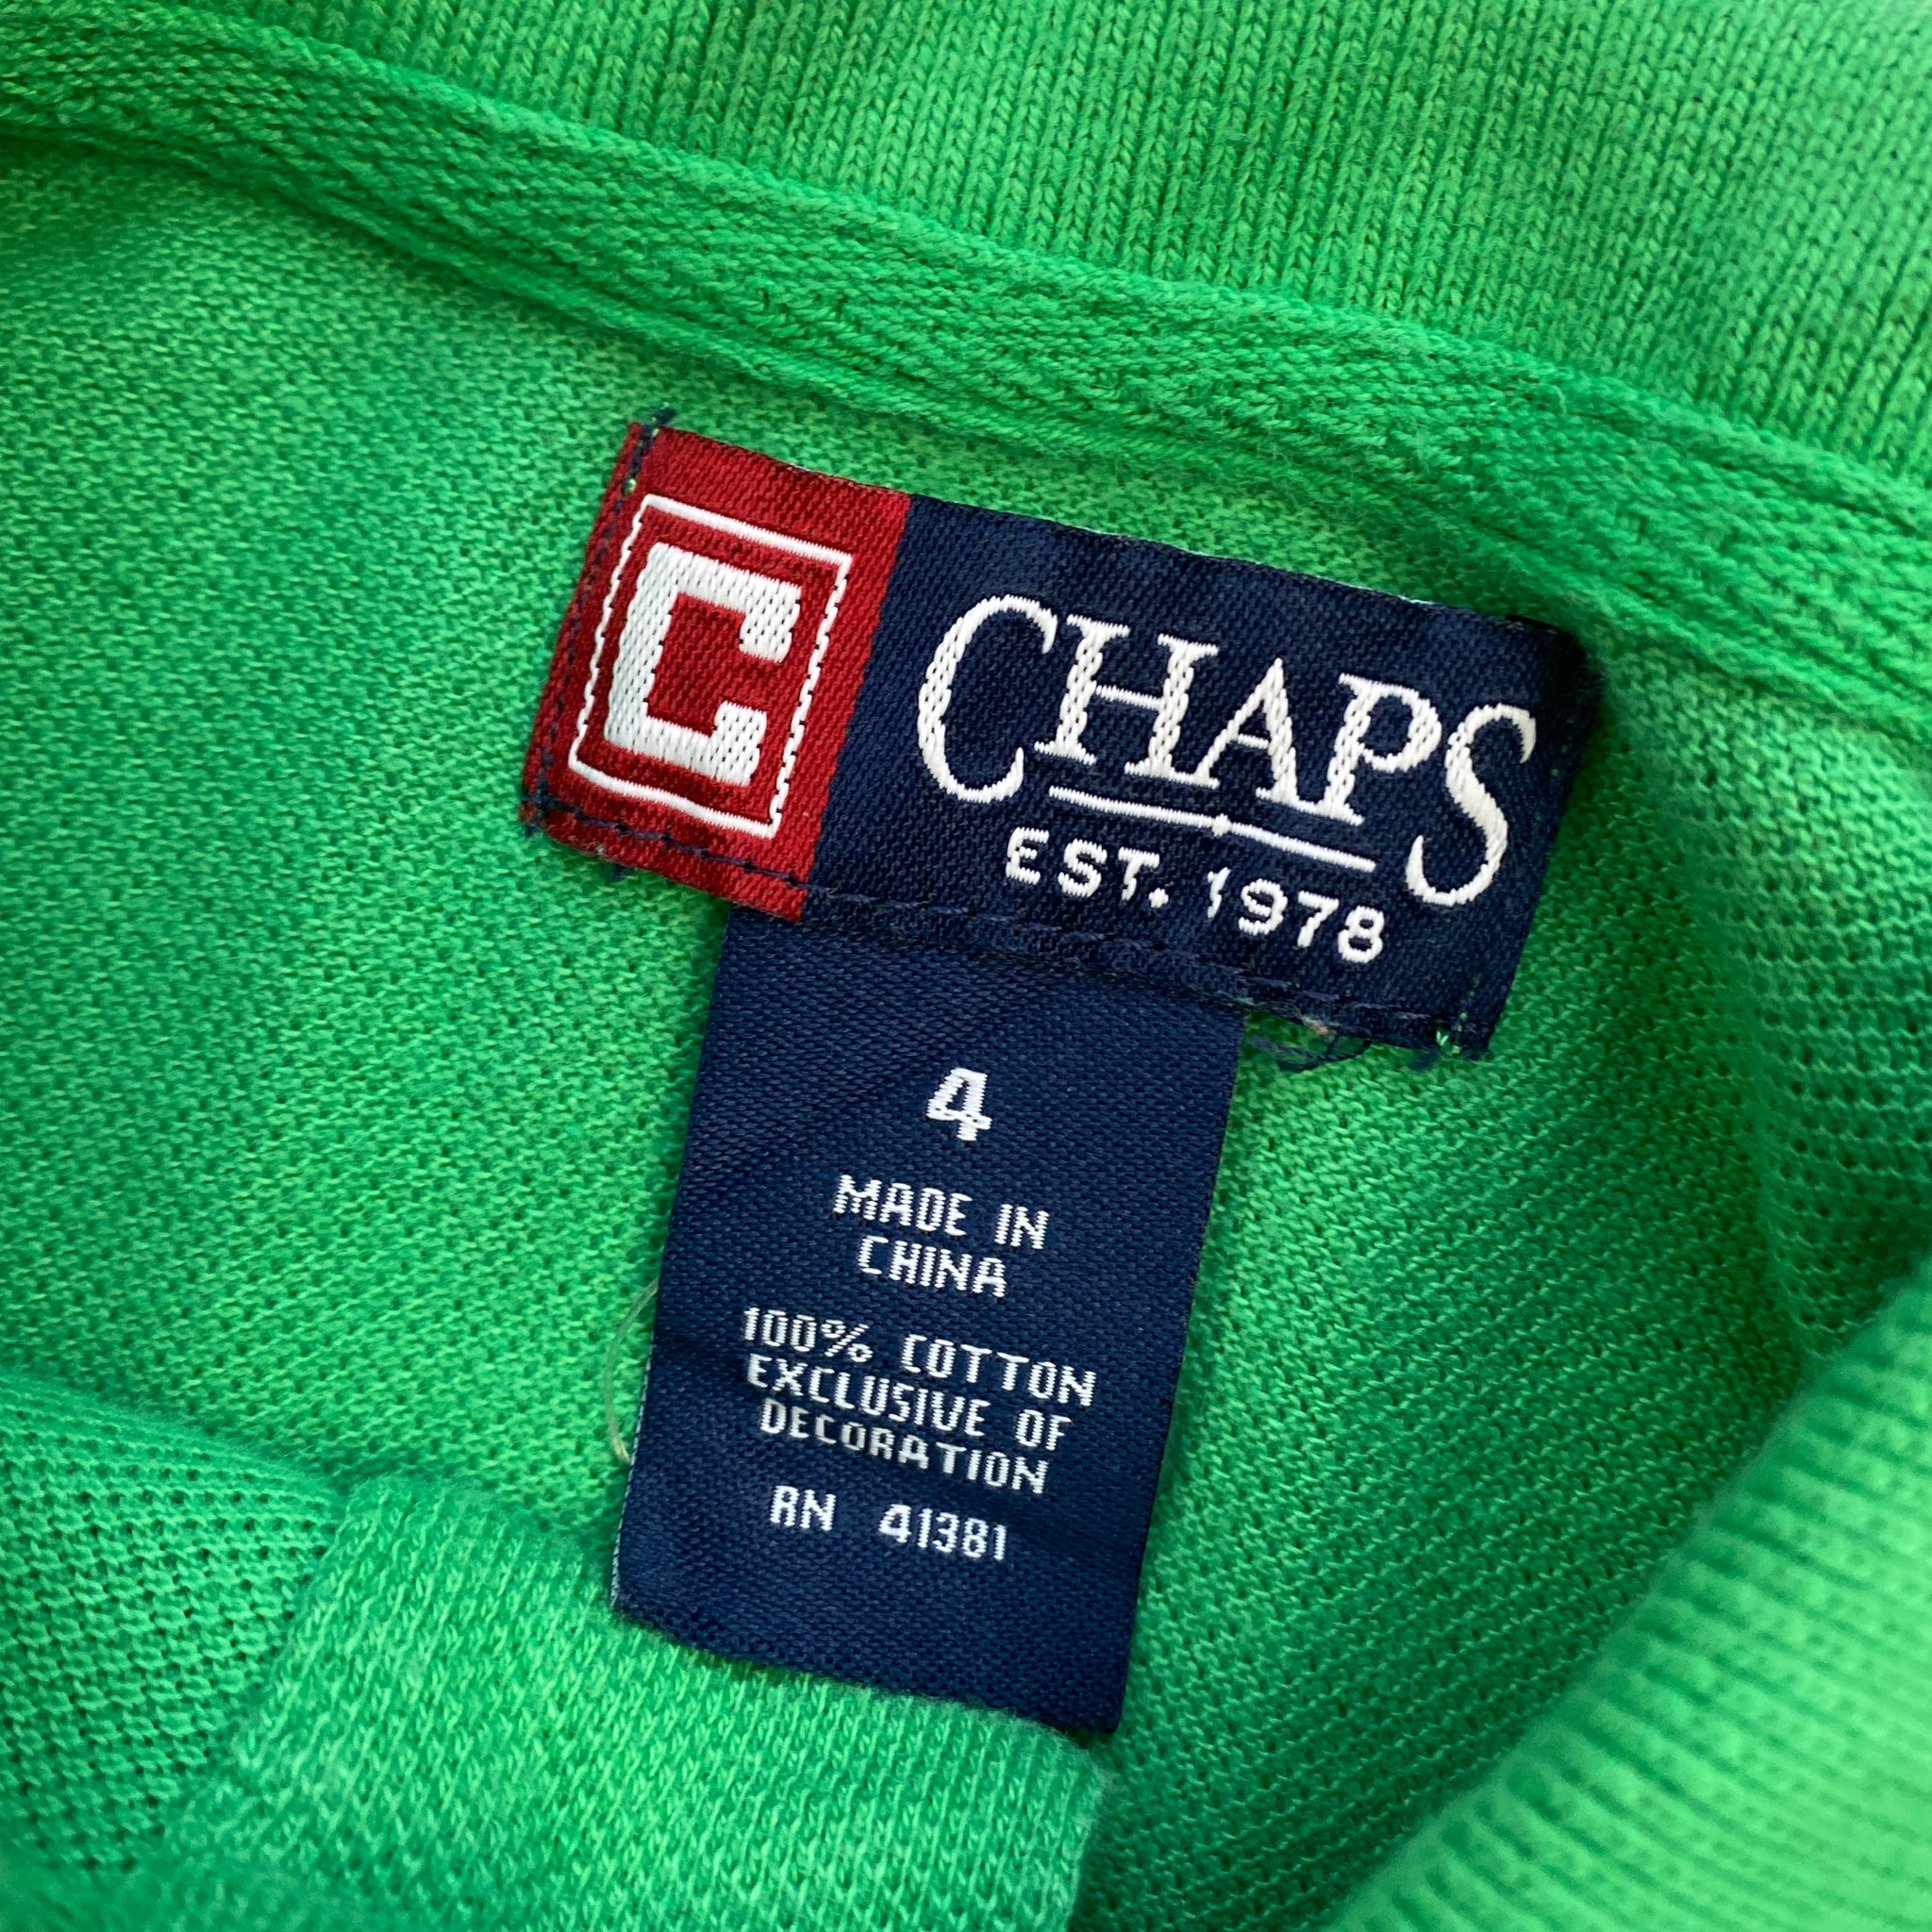 C
CHAPS
EST. 1978
4
MADE IN
CHINA
100% COTTON
EXCLUSIVE OF
DECORATION
RN 41381